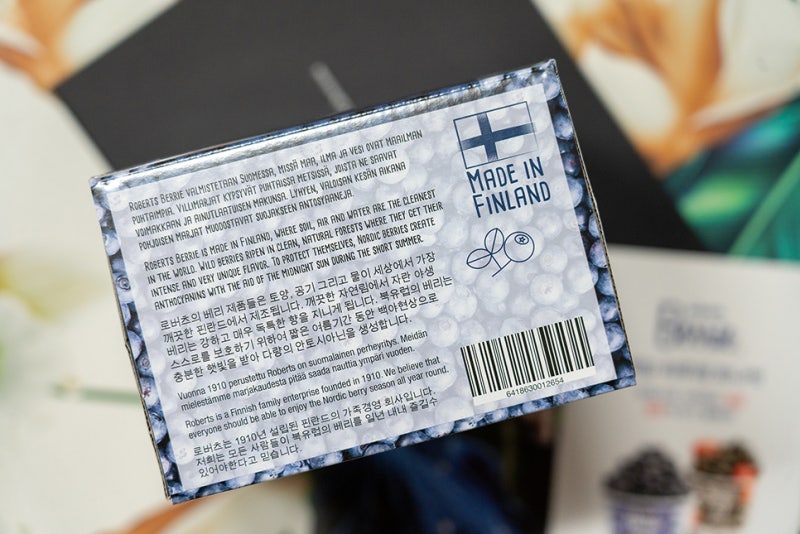 ROBERTS BERRIE VALMISTETAAN SUOMESSA, MISSÄ MAA, ILMA JA VESI OVAT MAAILMAN
PUHTAIMPIA. VILLIMARJAT KYPSYVÄT PUHTAISSA METSISSÄ, JOISTA NE SAAVAT
VOIMAKKAAN JA AINUTLAATUISEN MAKUNSA. LYHYEN, VALOISAN KESÄN AIKANA
POHJOISEN MARJAT MUODOSTAVAT SUOJAKSEEN ANTOSYAANEJA.
ROBERTS BERRIE IS MADE IN FINLAND, WHERE SOIL, AIR AND WATER ARE THE CLEANEST
IN THE WORLD. WILD BERRIES RIPEN IN CLEAN, NATURAL FORESTS WHERE THEY GET THEIR
INTENSE AND VERY UNIQUE FLAVOR. TO PROTECT THEMSELVES, NORDIC BERRIES CREATE
ANTHOCYANINS WITH THE AID OF THE MIDNIGHT SUN DURING THE SHORT SUMMER.
로버츠의 베리 제품들은 토양, 공기 그리고 물이 세상에서 가장
깨끗한 핀란드에서 제조됩니다. 깨끗한 자연림에서 자란 야생
베리는 강하고 매우 독특한 향을 지니게 됩니다. 북유럽의 베리는
스스로를 보호하기 위하여 짧은 여름기간 동안 백야현상으로
충분한 햇빛을 받아 다량의 안토시아닌을 생성합니다.
Vuonna 1910 perustettu Roberts on suomalainen perheyritys. Meidän
mielestämme marjakaudesta pitää saada nauttia ympäri vuoden.
Roberts is a Finnish family enterprise founded in 1910. We believe that
everyone should be able to enjoy the Nordic berry season all year round.
로버츠는 1910년 설립된 핀란드의 가족경영 회사입니다.
저희는 모든 사람들이 북유럽의 베리를 일년 내내 즐길수
있어야한다고 믿습니다.
MADE IN
FINLAND
6418630012654